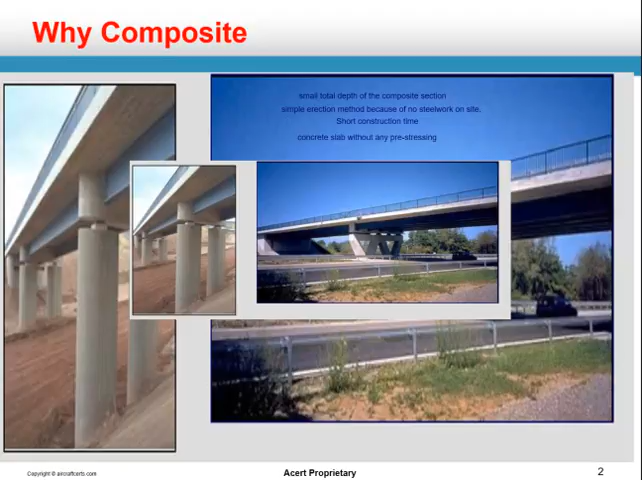 Why Composite
small total depth of the composite section
simple erection method because of no steelwork on site.
Short construction time
concrete slab without any pre-stressing
Copyright © aircraftcerts.com
Acert Proprietary
2